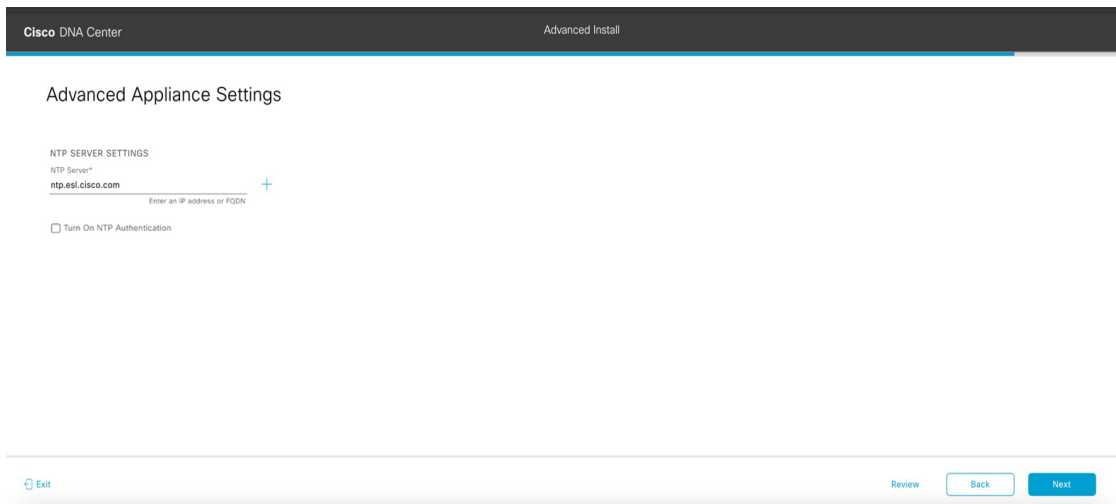 Cisco DNA Center
Advanced Install
Advanced Appliance Settings
NTP SERVER SETTINGS
NTP Server*
ntp.esl.cisco.com
Enter an IP address or FQDN
Turn On NTP Authentication
Exit
Review
Back
Next